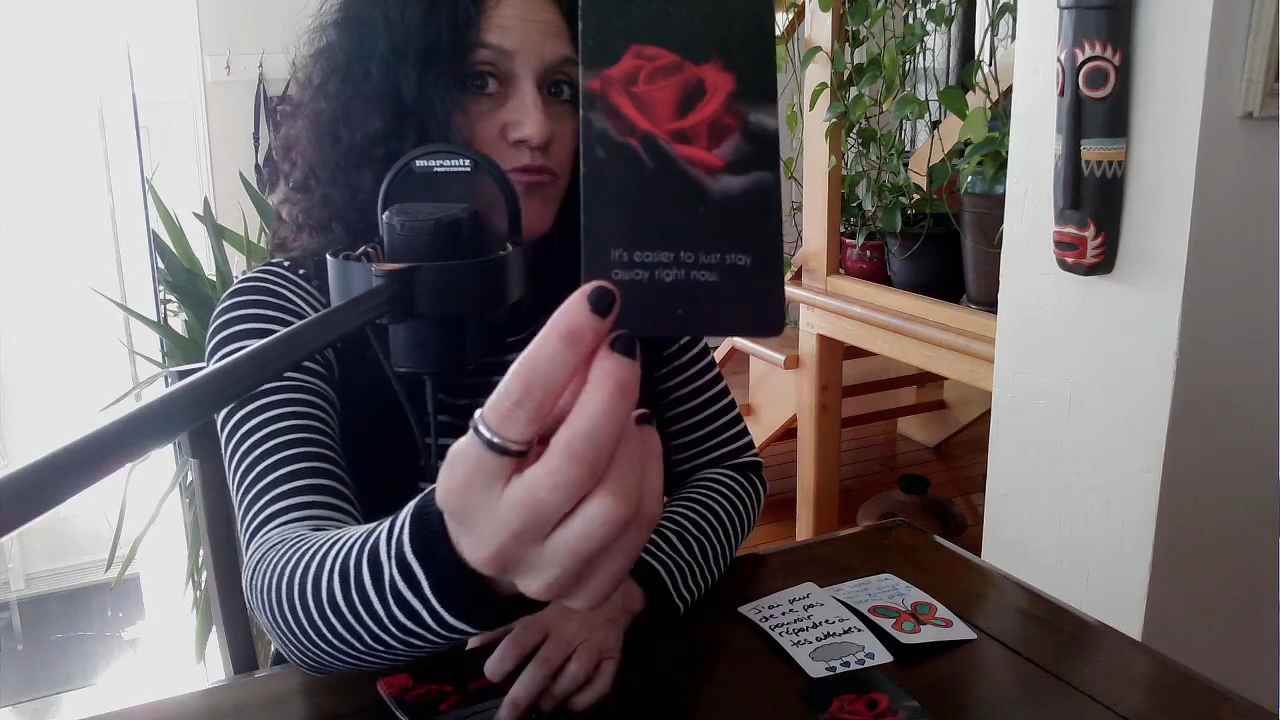 marantz
PROFESSIONAL
It's easier to just stay
away right now.
J'ai peur
de ne pas
pouvoir
répondre à
tes attentes